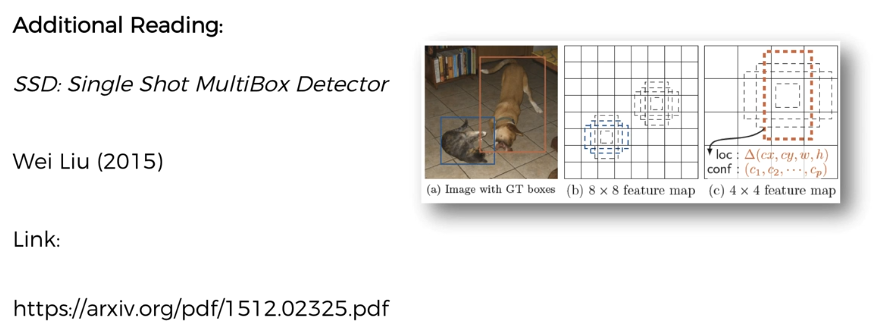 Additional Reading:
SSD: Single Shot MultiBox Detector
Wei Liu (2015)
Link:
https://arxiv.org/pdf/1512.02325.pdf
loc : Δ(cx, cy, w, h)
conf : (c₁, c₂, ⋯, cₚ)
(a) Image with GT boxes
(b) 8 × 8 feature map
(c) 4 × 4 feature map